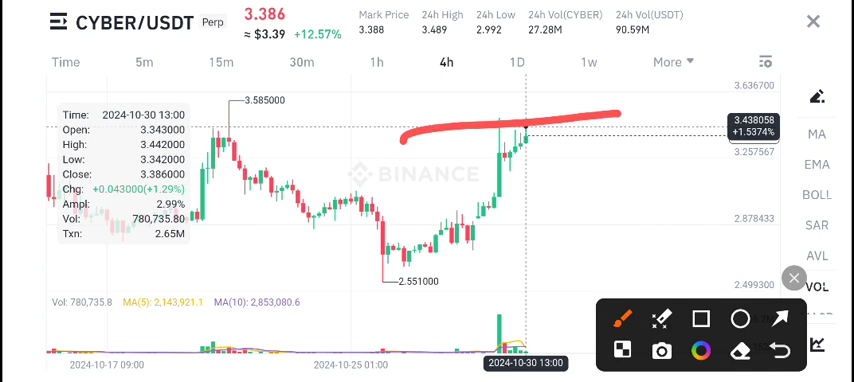 CYBER/USDT Perp
3.386
≈ $3.39 +12.57%
Mark Price 24h High 24h Low 24h Vol(CYBER) 24h Vol(USDT)
3.388 3.489 2.992 27.28M 90.59M
Time 5m 15m 30m 1h 4h 1D 1w More
3.636700
3.585000
Time: 2024-10-30 13:00
Open: 3.343000
High: 3.442000
Low: 3.342000
Close: 3.386000
Chg: +0.043000(+1.29%)
Ampl: 2.99%
Vol: 780,735.80
Txn: 2.65M
3.438058
+1.5374%
3.257567
BINANCE
2.878433
2.551000
2.499300
MA
EMA
BOLL
SAR
AVL
VOL
Vol: 780,735.8 MA(5): 2,143,921.1 MA(10): 2,853,080.6
2024-10-17 09:00 2024-10-25 01:00 2024-10-30 13:00